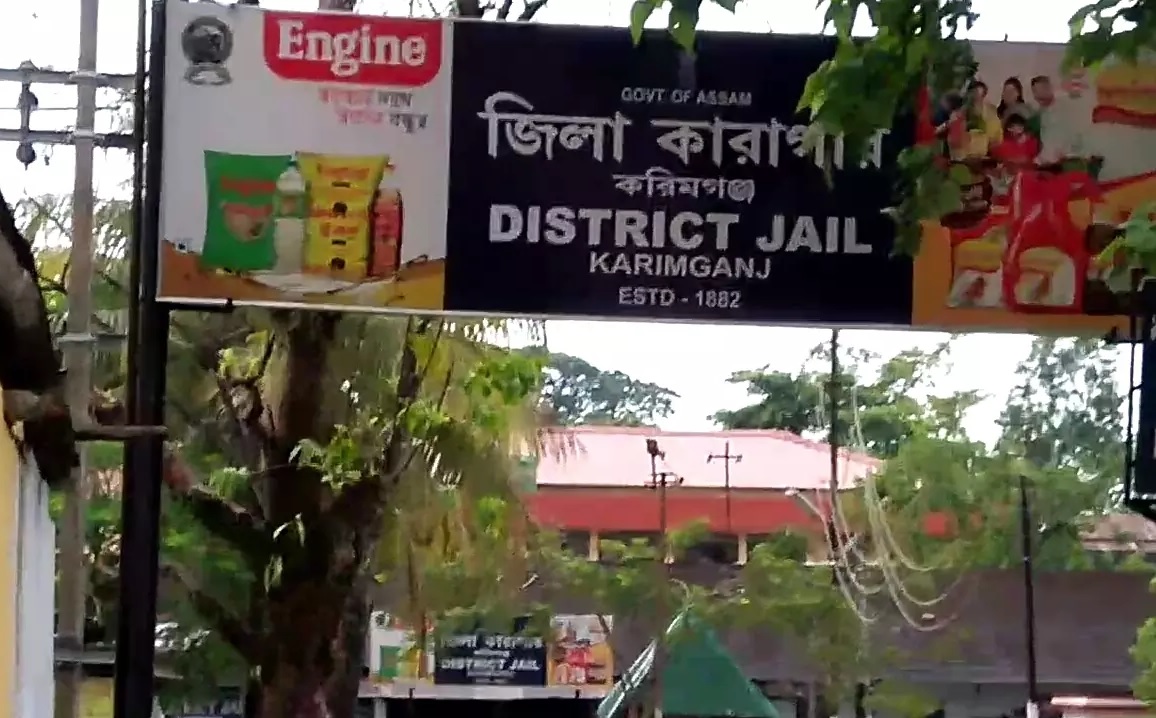 Engine
GOVT OF ASSAM
জিলা কারাগার
করিমগঞ্জ
DISTRICT JAIL
KARIMGANJ
ESTD - 1882
জিলা কারাগার
DISTRICT JAIL